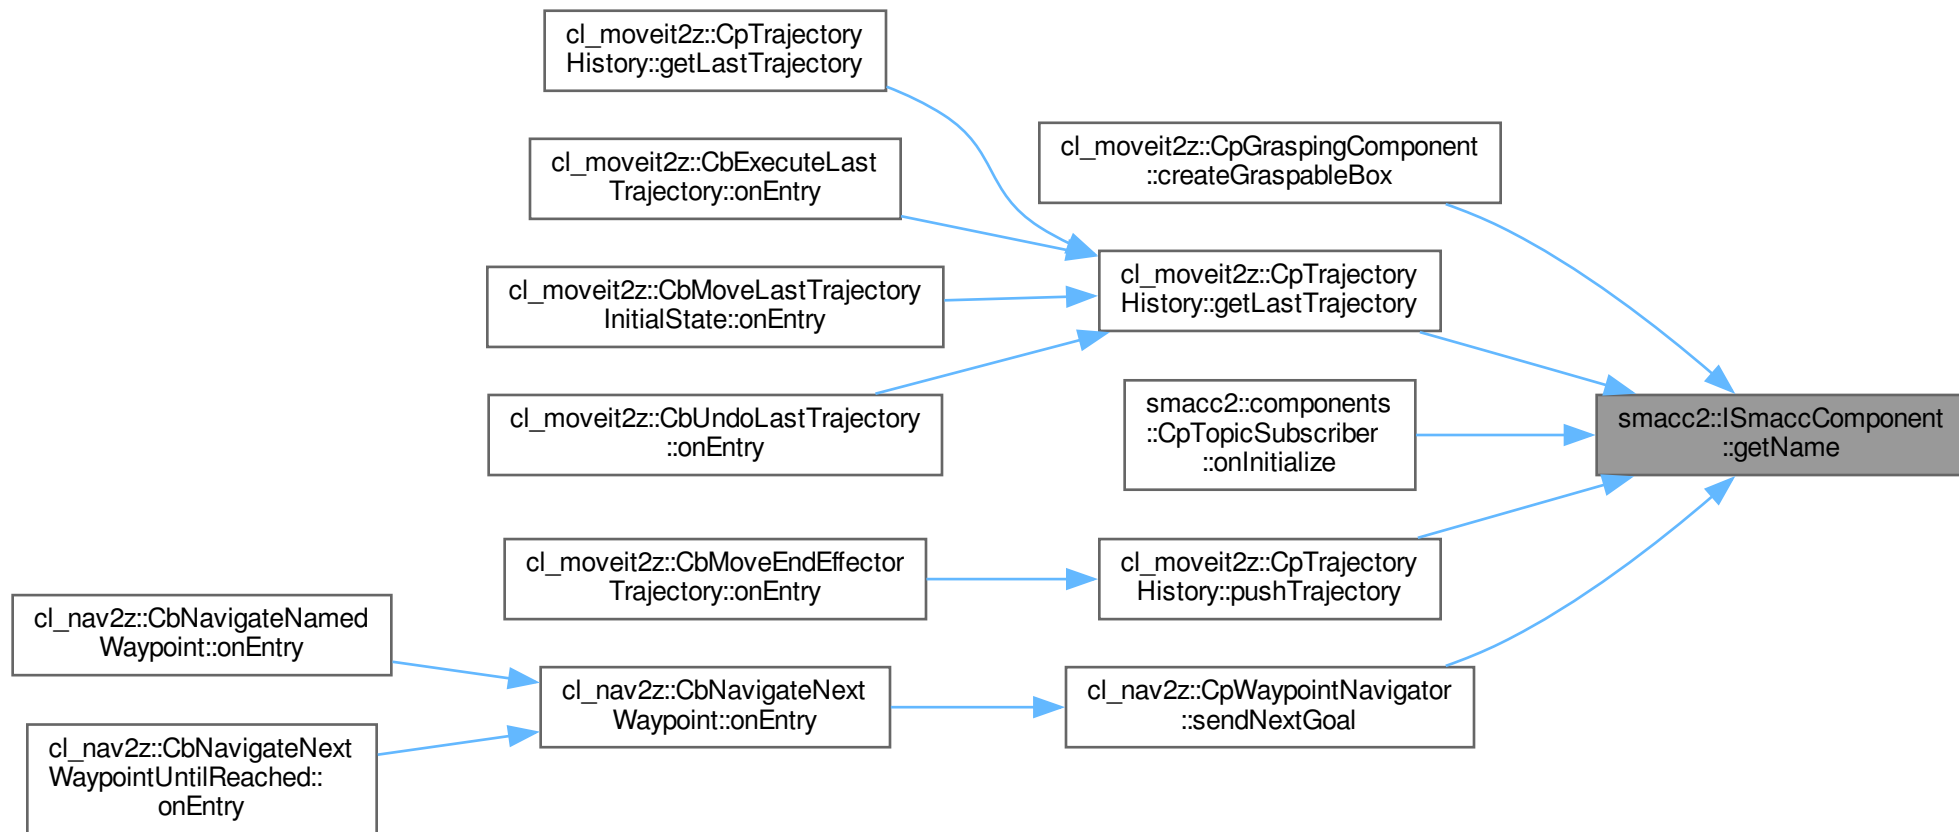 cl_moveit2z::CpTrajectory
History::getLastTrajectory
cl_moveit2z::CbExecuteLast
Trajectory::onEntry
cl_moveit2z::CbMoveLastTrajectory
InitialState::onEntry
cl_moveit2z::CbUndoLastTrajectory
::onEntry
cl_moveit2z::CpGraspingComponent
::createGraspableBox
cl_moveit2z::CpTrajectory
History::getLastTrajectory
smacc2::components
::CpTopicSubscriber
::onInitialize
smacc2::ISmaccComponent
::getName
cl_moveit2z::CbMoveEndEffector
Trajectory::onEntry
cl_moveit2z::CpTrajectory
History::pushTrajectory
cl_nav2z::CbNavigateNamed
Waypoint::onEntry
cl_nav2z::CbNavigateNext
WaypointUntilReached::
onEntry
cl_nav2z::CbNavigateNext
Waypoint::onEntry
cl_nav2z::CpWaypointNavigator
::sendNextGoal